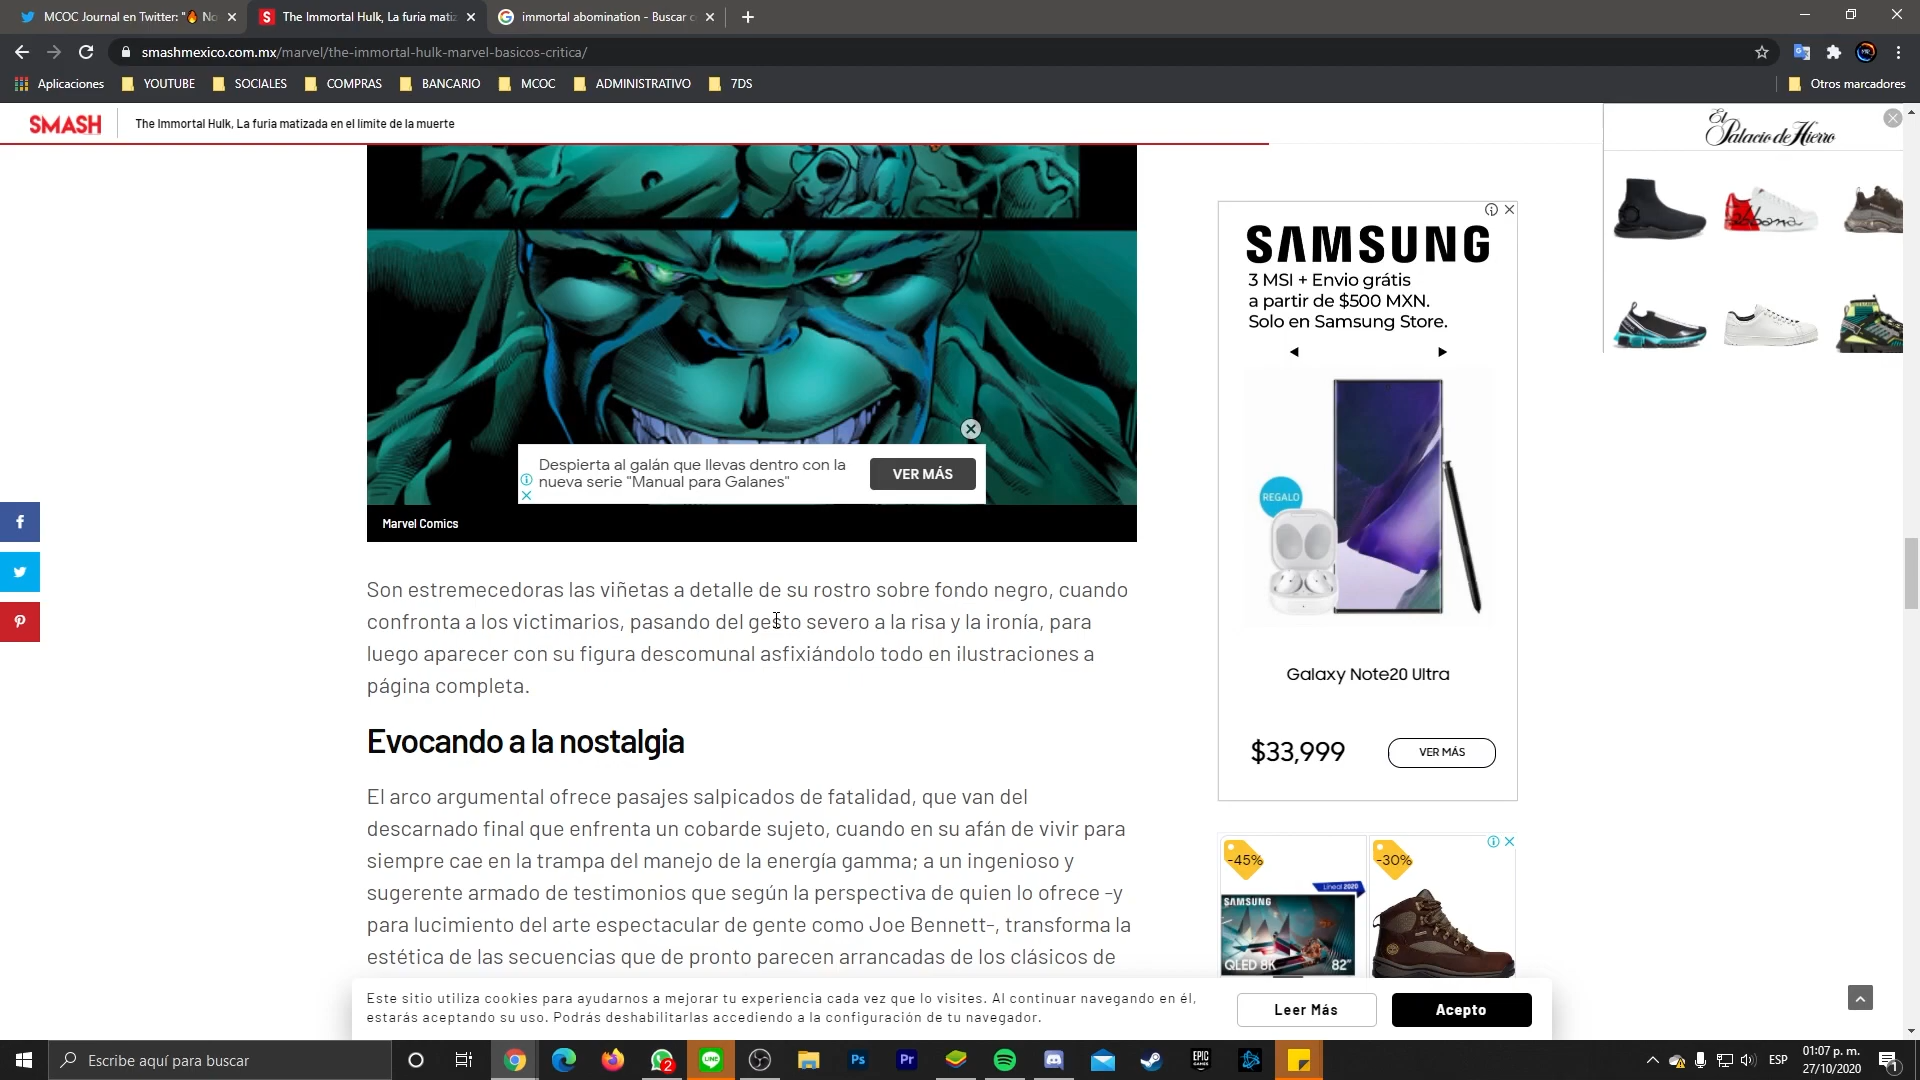 MCOC Journal en Twitter: "🔥 No
The Immortal Hulk, La furia matiz
immortal abomination - Buscar c
smashmexico.com.mx/marvel/the-immortal-hulk-marvel-basicos-critica/
Aplicaciones
YOUTUBE
SOCIALES
COMPRAS
BANCARIO
MCOC
ADMINISTRATIVO
7DS
Otros marcadores
SMASH
The Immortal Hulk, La furia matizada en el límite de la muerte
El Palacio de Hierro
SAMSUNG
3 MSI + Envio grátis
a partir de $500 MXN.
Solo en Samsung Store.
REGALO
Galaxy Note20 Ultra
$33,999
VER MÁS
Despierta al galán que llevas dentro con la
nueva serie "Manual para Galanes"
VER MÁS
Marvel Comics
Son estremecedoras las viñetas a detalle de su rostro sobre fondo negro, cuando
confronta a los victimarios, pasando del gesto severo a la risa y la ironía, para
luego aparecer con su figura descomunal asfixiándolo todo en ilustraciones a
página completa.
Evocando a la nostalgia
El arco argumental ofrece pasajes salpicados de fatalidad, que van del
descarnado final que enfrenta un cobarde sujeto, cuando en su afán de vivir para
siempre cae en la trampa del manejo de la energía gamma; a un ingenioso y
sugerente armado de testimonios que según la perspectiva de quien lo ofrece -y
para lucimiento del arte espectacular de gente como Joe Bennett-, transforma la
estética de las secuencias que de pronto parecen arrancadas de los clásicos de
-45%
-30%
Lineal 2020
SAMSUNG
QLED 8K
82"
Este sitio utiliza cookies para ayudarnos a mejorar tu experiencia cada vez que lo visites. Al continuar navegando en él,
estarás aceptando su uso. Podrás deshabilitarlas accediendo a la configuración de tu navegador.
Leer Más
Acepto
Escribe aquí para buscar
2
Ps
Pr
EPIC
ESP
01:07 p. m.
27/10/2020
1